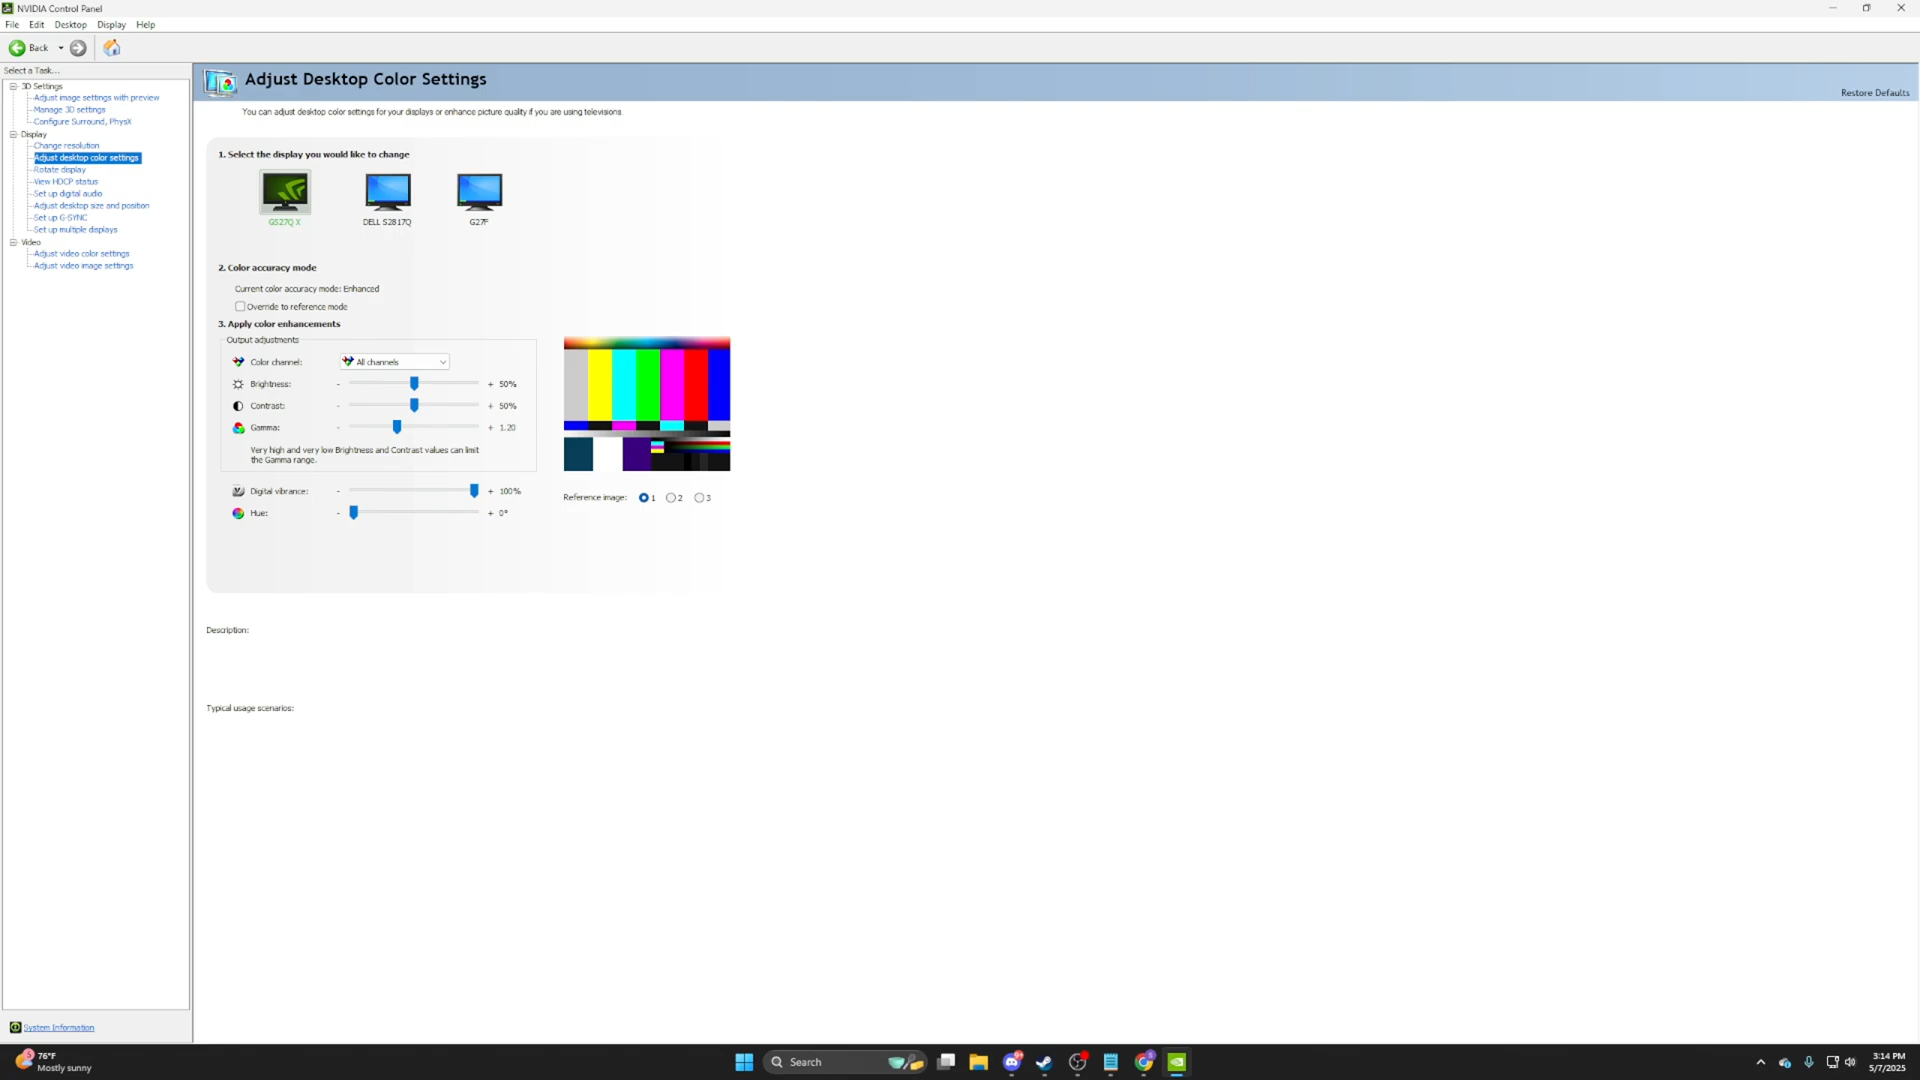 NVIDIA Control Panel
File Edit Desktop Display Help
Back
Select a Task...
3D Settings
Adjust image settings with preview
Manage 3D settings
Configure Surround, PhysX
Display
Change resolution
Adjust desktop color settings
Rotate display
View HDCP status
Set up digital audio
Adjust desktop size and position
Set up G-SYNC
Set up multiple displays
Video
Adjust video color settings
Adjust video image settings
System Information
Adjust Desktop Color Settings
Restore Defaults
You can adjust desktop color settings for your displays or enhance picture quality if you are using televisions.
1. Select the display you would like to change
GS27Q X DELL S2817Q G27F
2. Color accuracy mode
Current color accuracy mode: Enhanced
Override to reference mode
3. Apply color enhancements
Output adjustments
Color channel: All channels
Brightness: - + 50%
Contrast: - + 50%
Gamma: - + 1.20
Very high and very low Brightness and Contrast values can limit
the Gamma range.
Digital vibrance: - + 100%
Hue: - + 0°
Reference image: 1 2 3
Description:
Typical usage scenarios:
76°F
Mostly sunny
Search
3:14 PM
5/7/2025